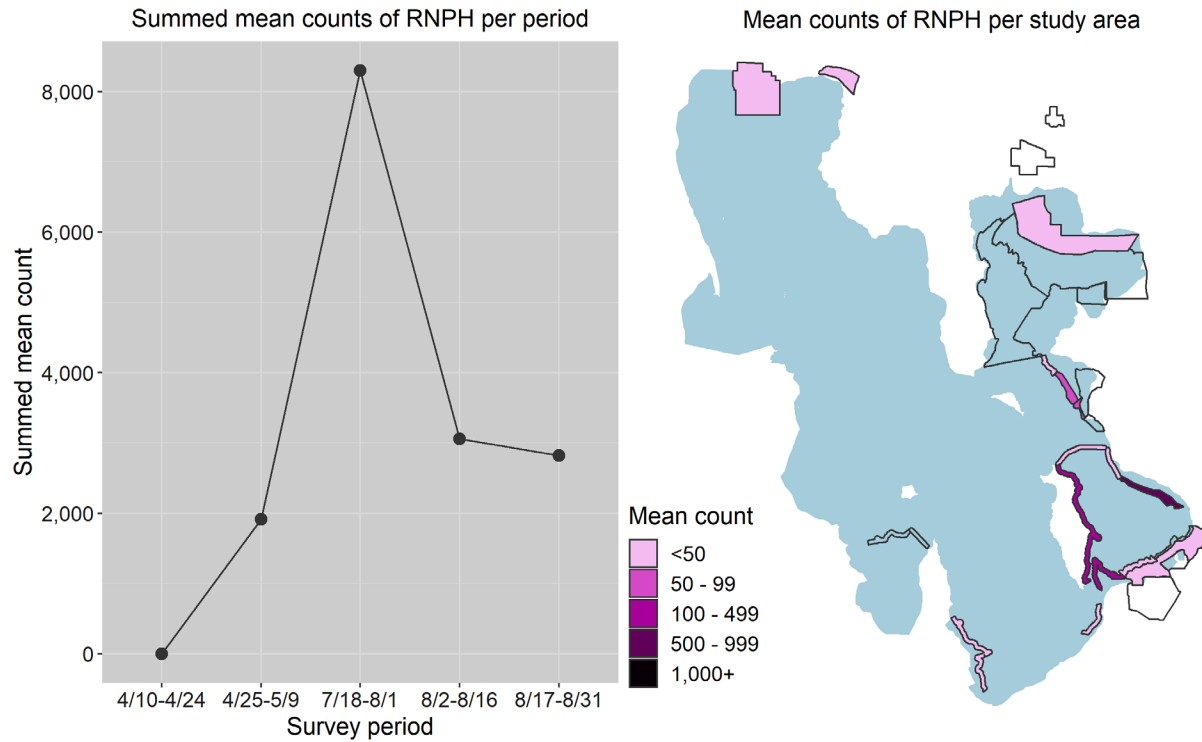 Summed mean counts of RNPH per period
Summed mean count
8,000
6,000
4,000
2,000
0
4/10-4/24
4/25-5/9
7/18-8/1
8/2-8/16
8/17-8/31
Survey period
Mean counts of RNPH per study area
Mean count
<50
50 - 99
100 - 499
500 - 999
1,000+